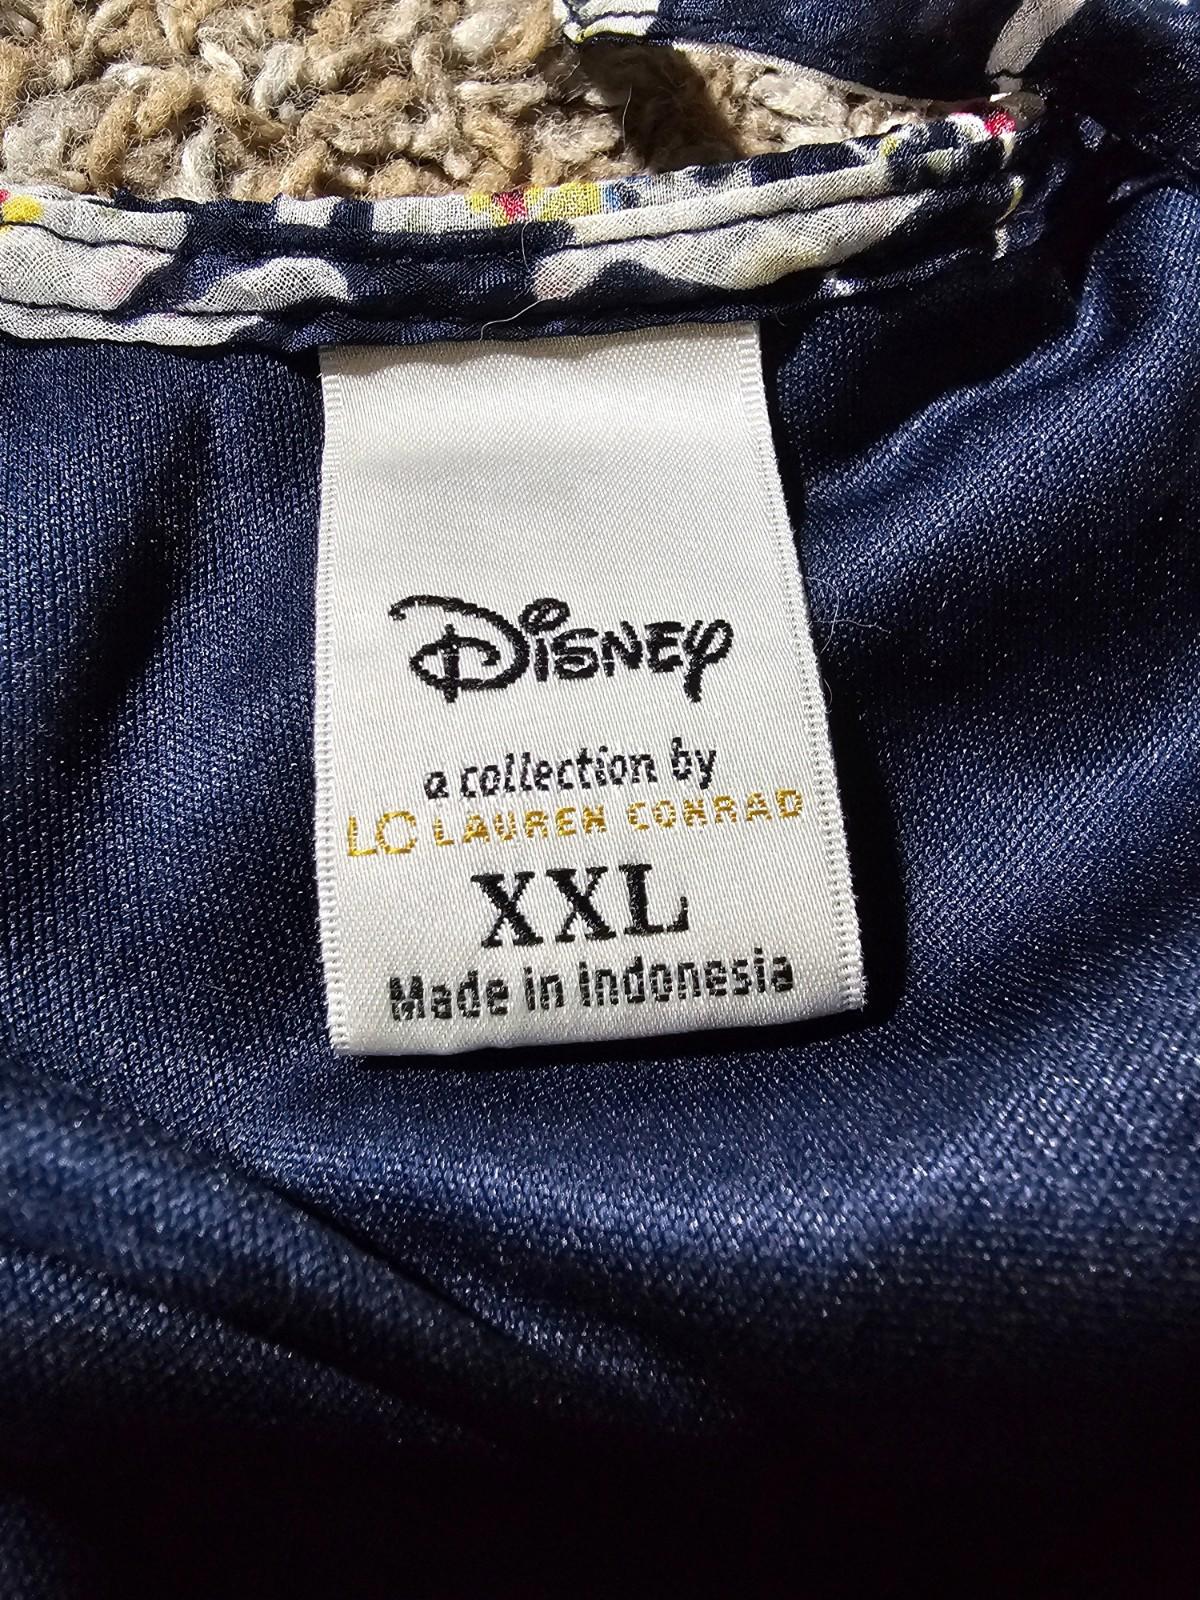 Disney
a collection by
LC LAUREN CONRAD
XXL
Made in Indonesia